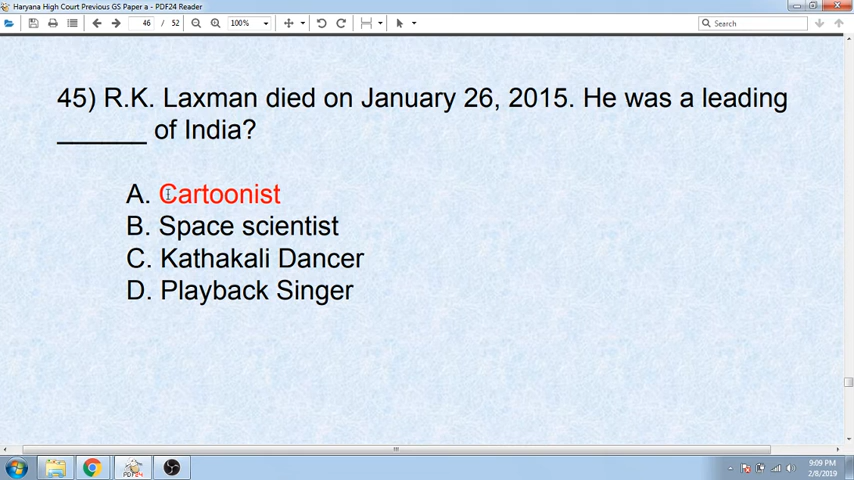 Haryana High Court Previous GS Paper a - PDF24 Reader
46 / 52 100% Search
45) R.K. Laxman died on January 26, 2015. He was a leading
______ of India?
A. Cartoonist
B. Space scientist
C. Kathakali Dancer
D. Playback Singer
PDF24
9:09 PM
2/8/2019